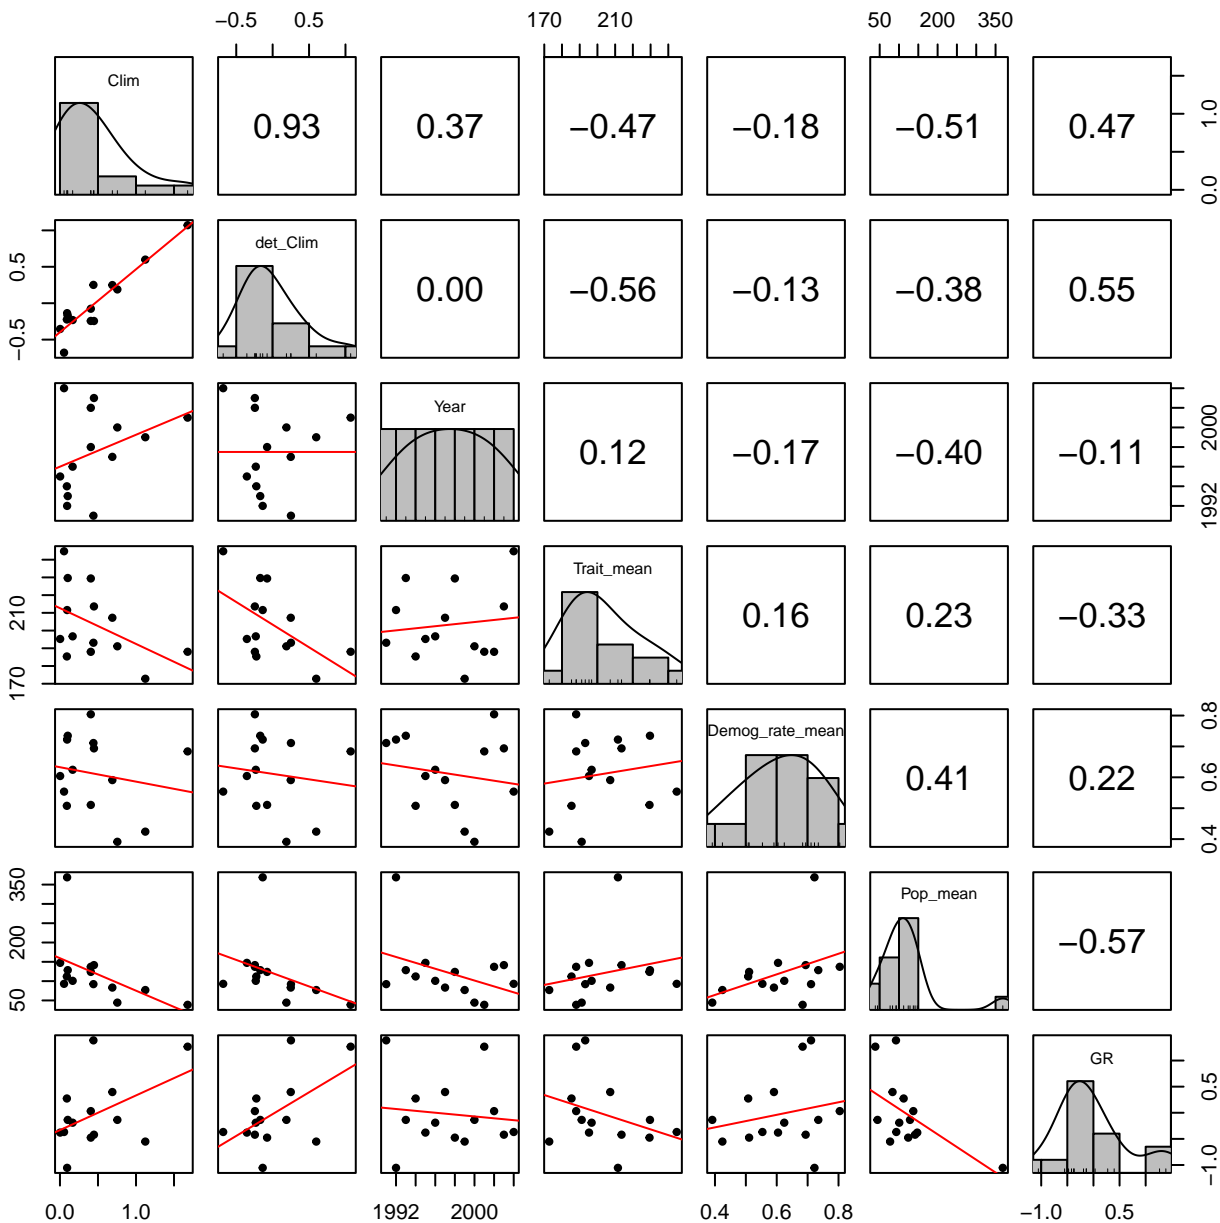 −0.5 0.5 170 210 50 200 350
Clim 0.93 0.37 −0.47 −0.18 −0.51 0.47 0.0 1.0
−0.5 0.5 det_Clim 0.00 −0.56 −0.13 −0.38 0.55
Year 0.12 −0.17 −0.40 −0.11 1992 2000
170 210 Trait_mean 0.16 0.23 −0.33
Demog_rate_mean 0.41 0.22 0.4 0.6 0.8
50 200 350 Pop_mean −0.57
GR −1.0 0.5
0.0 1.0 1992 2000 0.4 0.6 0.8 −1.0 0.5